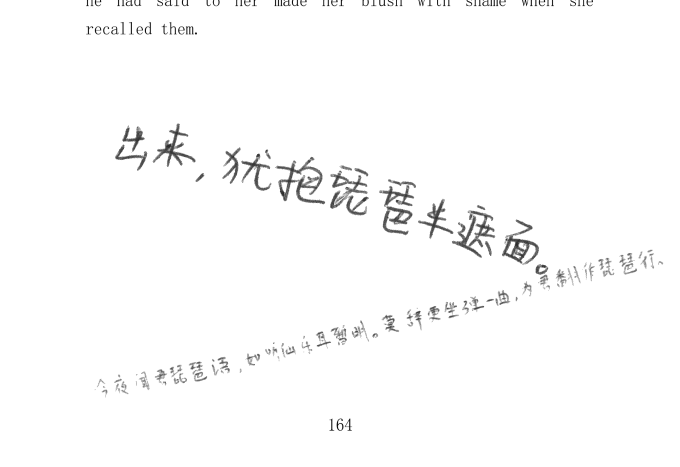 he had said to her made her blush with shame when she
recalled them.
出来，犹抱琵琶半遮面。
今夜闻君琵琶语，如听仙乐耳暂明。莫辞更坐弹一曲，为君翻作琵琶行、
164